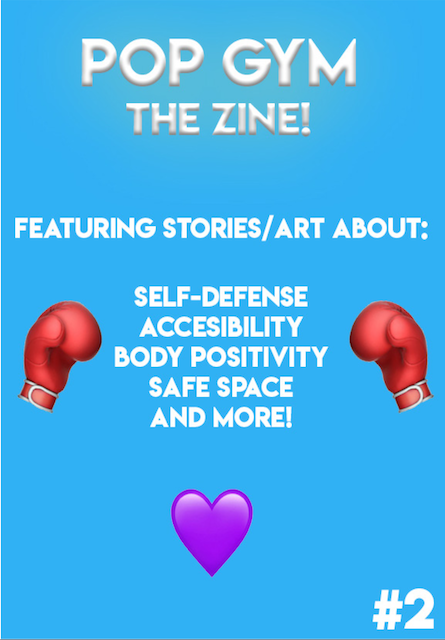 POP GYM
THE ZINE!
FEATURING STORIES/ART ABOUT:
SELF-DEFENSE
ACCESIBILITY
BODY POSITIVITY
SAFE SPACE
AND MORE!
#2